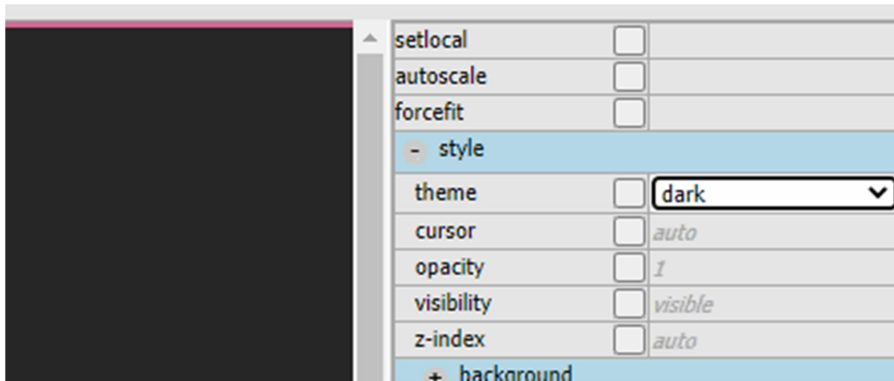 setlocal
autoscale
forcefit
- style
theme dark
cursor auto
opacity 1
visibility visible
z-index auto
+ background